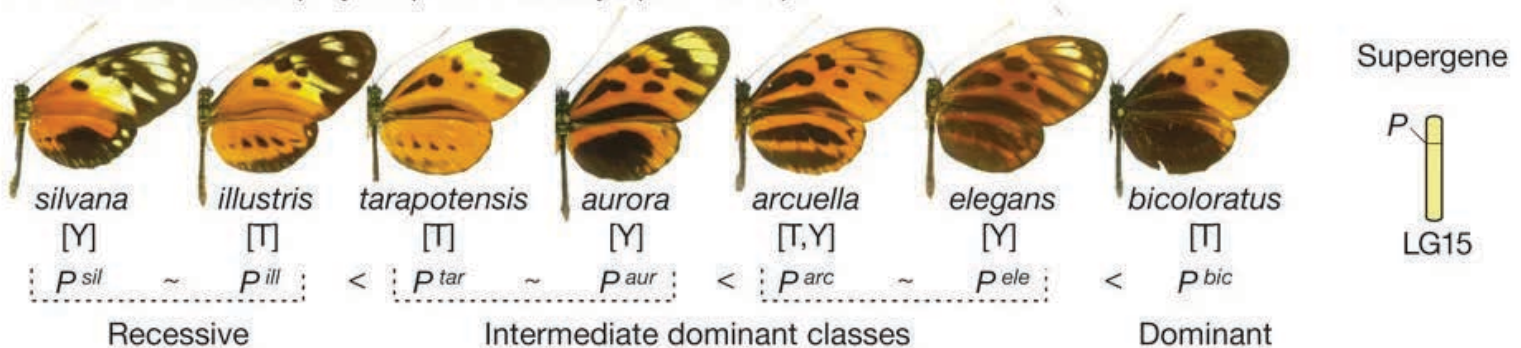 silvana illustris tarapotensis aurora arcuella elegans bicoloratus
[Y] [T] [T] [Y] [T,Y] [Y] [T]
P sil ~ P ill < P tar ~ P aur < P arc ~ P ele < P bic
Recessive Intermediate dominant classes Dominant
Supergene
P
LG15